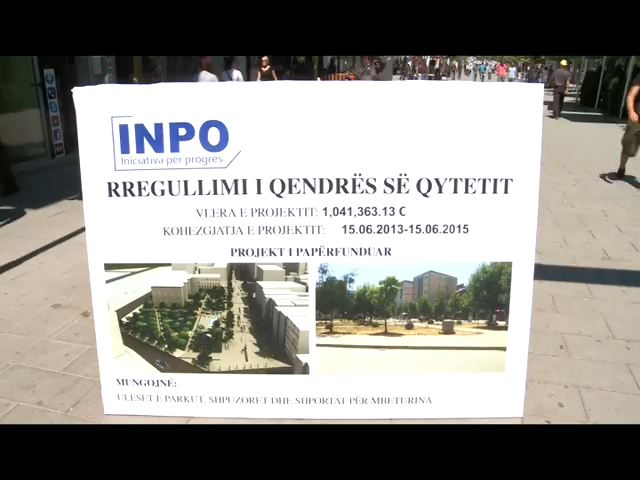 INPO
Iniciativa për progres
RREGULLIMI I QENDRËS SË QYTETIT
VLERA E PROJEKTIT: 1,041,363.13 €
KOHEZGJATJA E PROJEKTIT: 15.06.2013-15.06.2015
PROJEKT I PAPËRFUNDUAR
MUNGOJNË:
ULESET E PARKUT, SHPUZORET DHE SHPORTAT PËR MBETURINA